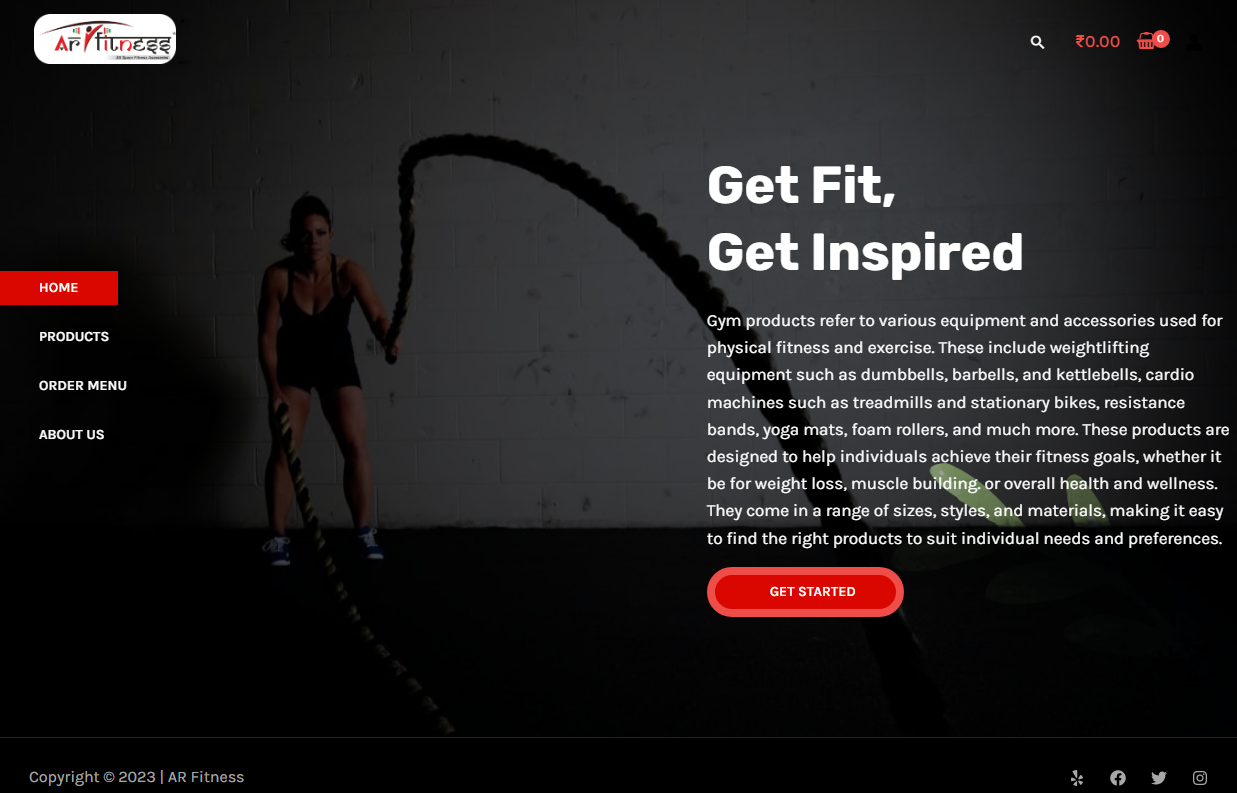 Ar Fitness
₹0.00
0
Get Fit,
Get Inspired
HOME
PRODUCTS
ORDER MENU
ABOUT US
Gym products refer to various equipment and accessories used for
physical fitness and exercise. These include weightlifting
equipment such as dumbbells, barbells, and kettlebells, cardio
machines such as treadmills and stationary bikes, resistance
bands, yoga mats, foam rollers, and much more. These products are
designed to help individuals achieve their fitness goals, whether it
be for weight loss, muscle building, or overall health and wellness.
They come in a range of sizes, styles, and materials, making it easy
to find the right products to suit individual needs and preferences.
GET STARTED
Copyright © 2023 | AR Fitness